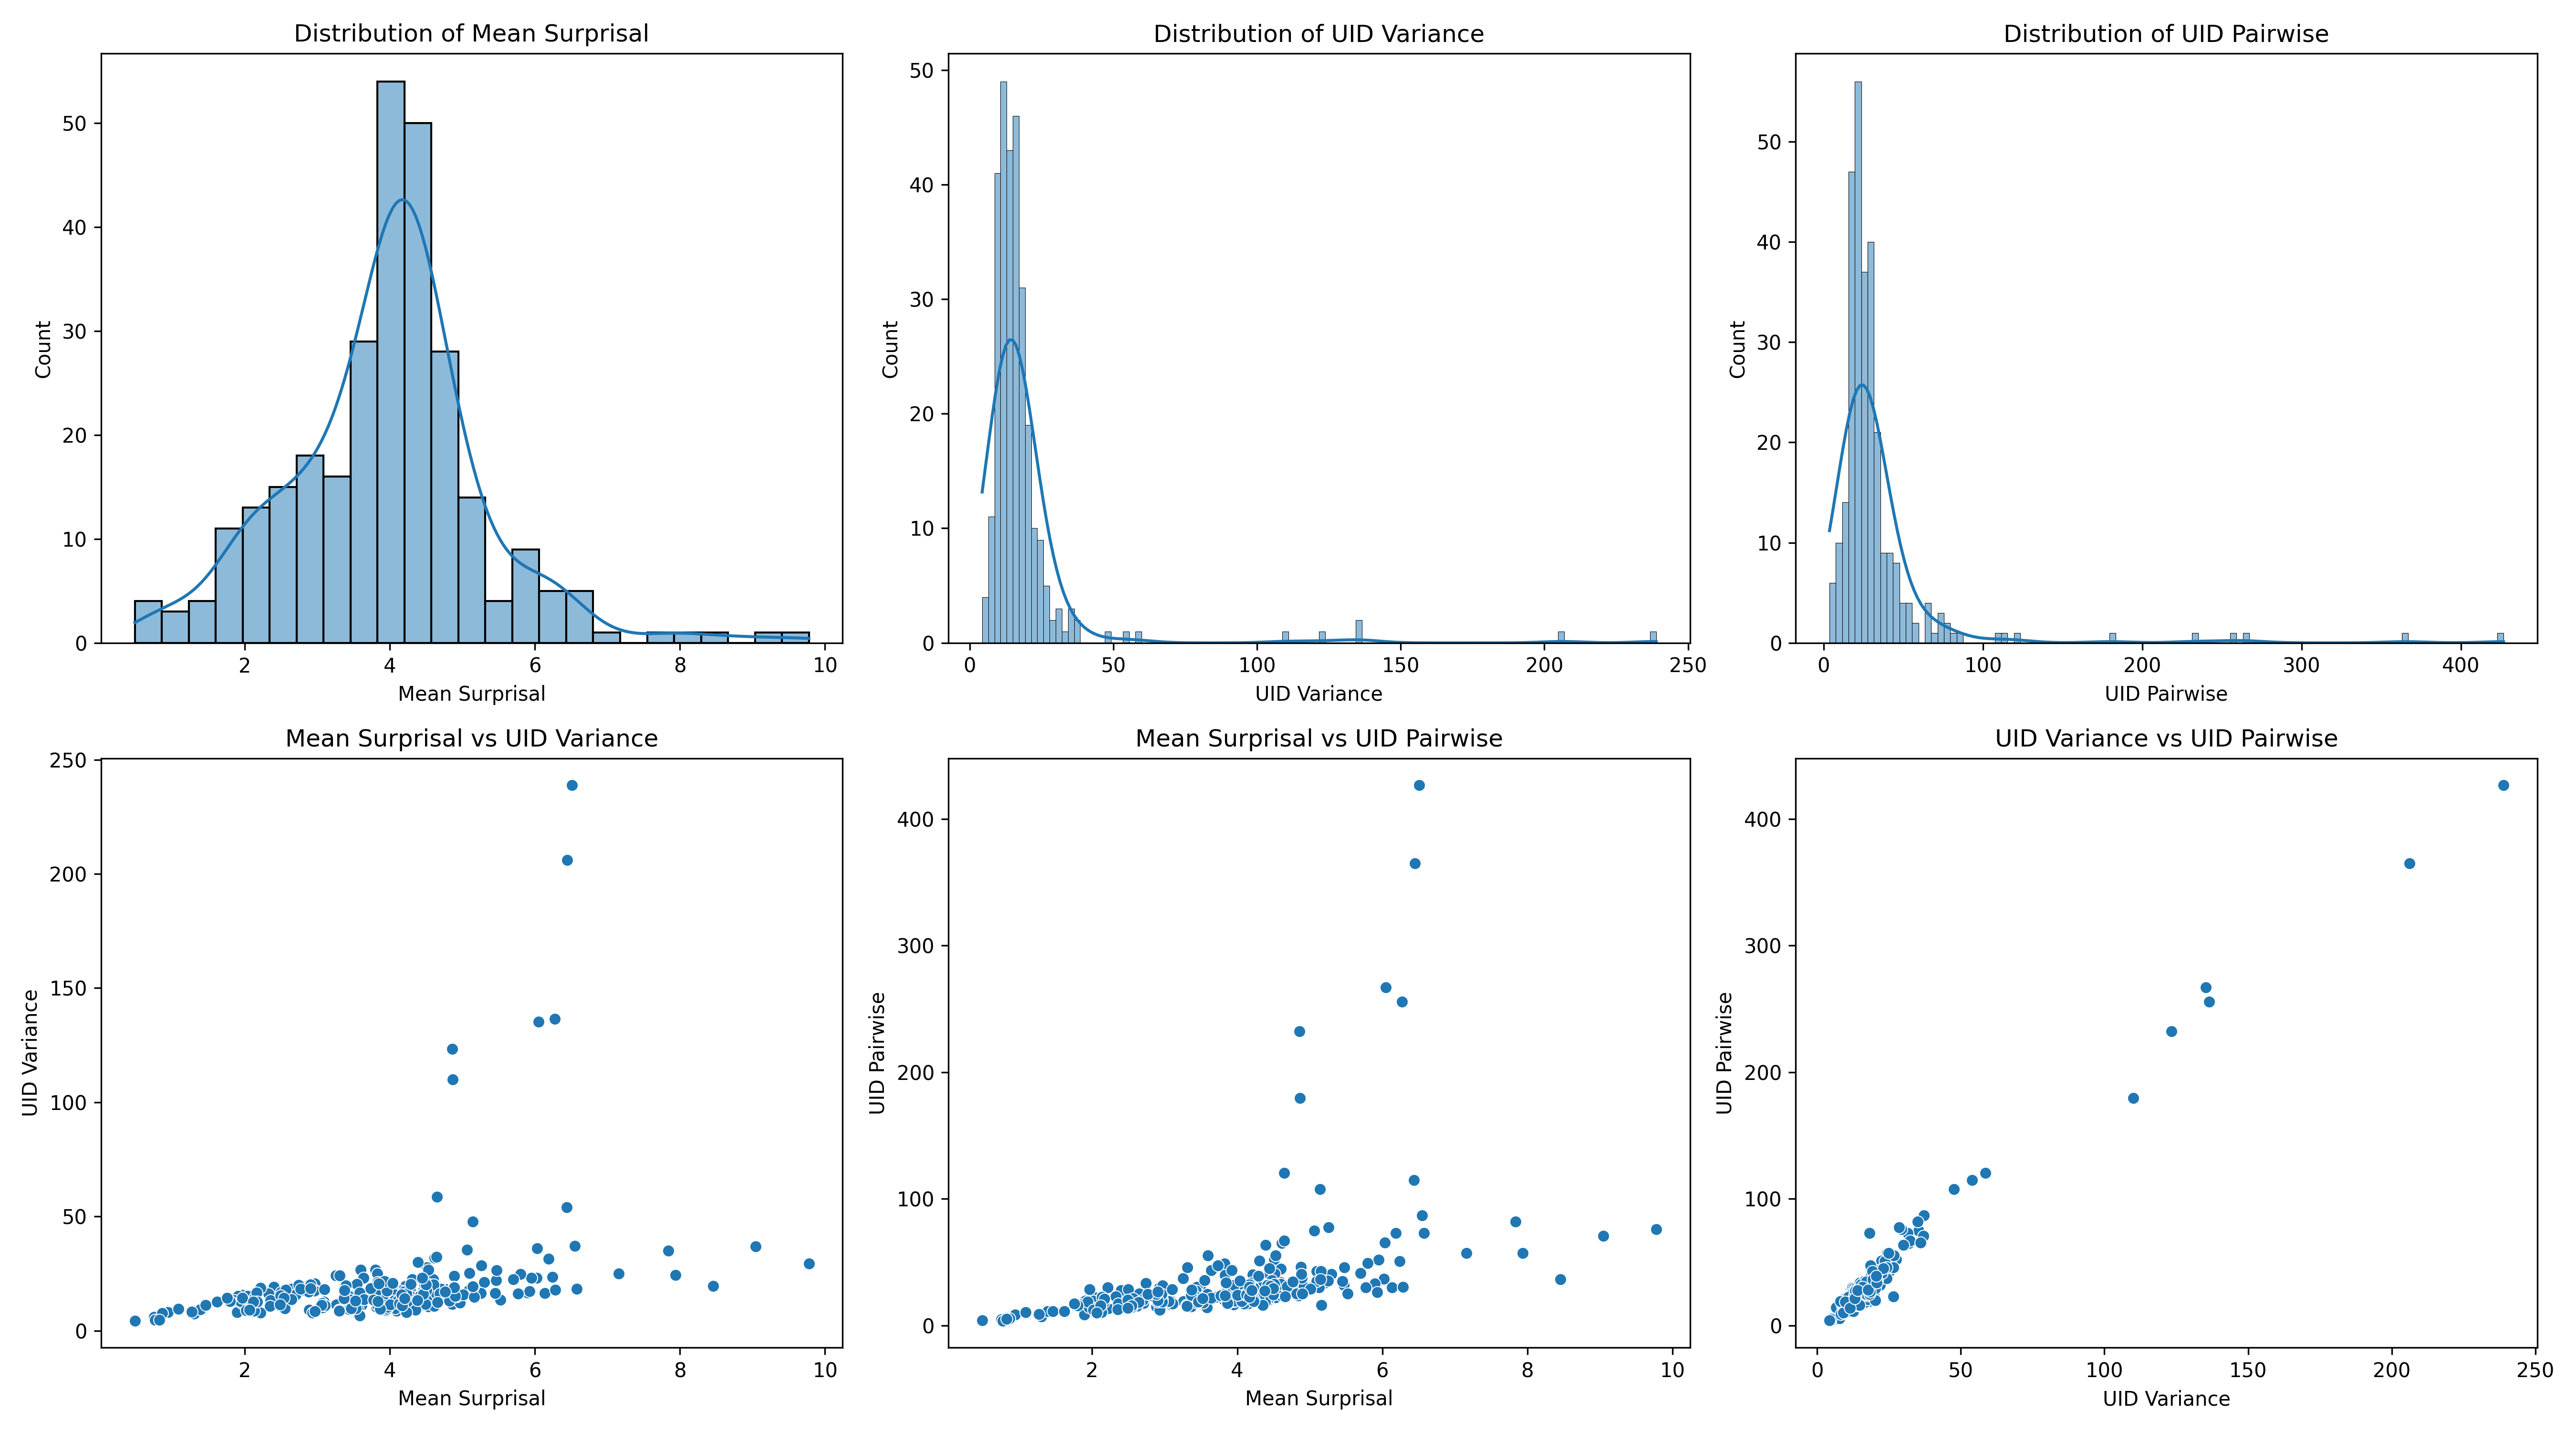 Distribution of Mean Surprisal
Count
50
40
30
20
10
0
2 4 6 8 10
Mean Surprisal
Distribution of UID Variance
Count
50
40
30
20
10
0
0 50 100 150 200 250
UID Variance
Distribution of UID Pairwise
Count
50
40
30
20
10
0
0 100 200 300 400
UID Pairwise
Mean Surprisal vs UID Variance
UID Variance
250
200
150
100
50
0
2 4 6 8 10
Mean Surprisal
Mean Surprisal vs UID Pairwise
UID Pairwise
400
300
200
100
0
2 4 6 8 10
Mean Surprisal
UID Variance vs UID Pairwise
UID Pairwise
400
300
200
100
0
0 50 100 150 200 250
UID Variance